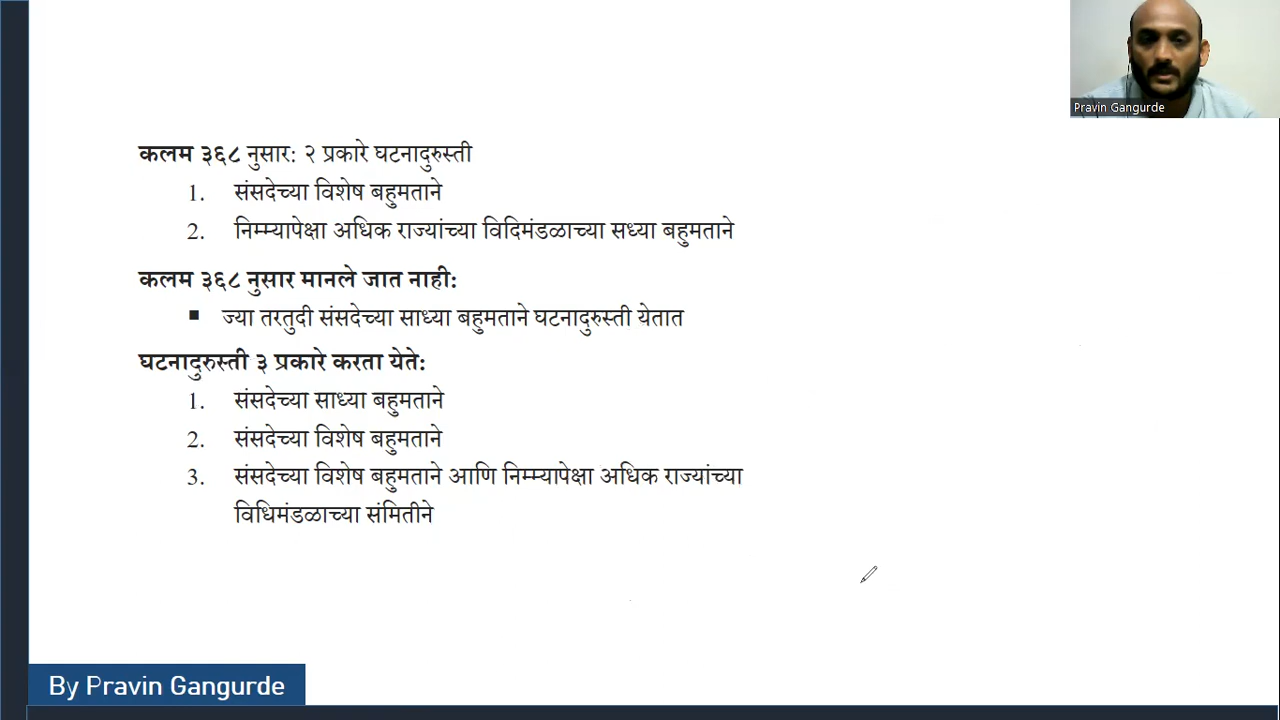 Pravin Gangurde
कलम ३६८ नुसार: २ प्रकारे घटनादुरुस्ती
1. संसदेच्या विशेष बहुमताने
2. निम्म्यापेक्षा अधिक राज्यांच्या विदिमंडळाच्या सध्या बहुमताने
कलम ३६८ नुसार मानले जात नाही:
▪ ज्या तरतुदी संसदेच्या साध्या बहुमताने घटनादुरुस्ती येतात
घटनादुरुस्ती ३ प्रकारे करता येते:
1. संसदेच्या साध्या बहुमताने
2. संसदेच्या विशेष बहुमताने
3. संसदेच्या विशेष बहुमताने आणि निम्म्यापेक्षा अधिक राज्यांच्या
विधिमंडळाच्या संमितीने
By Pravin Gangurde